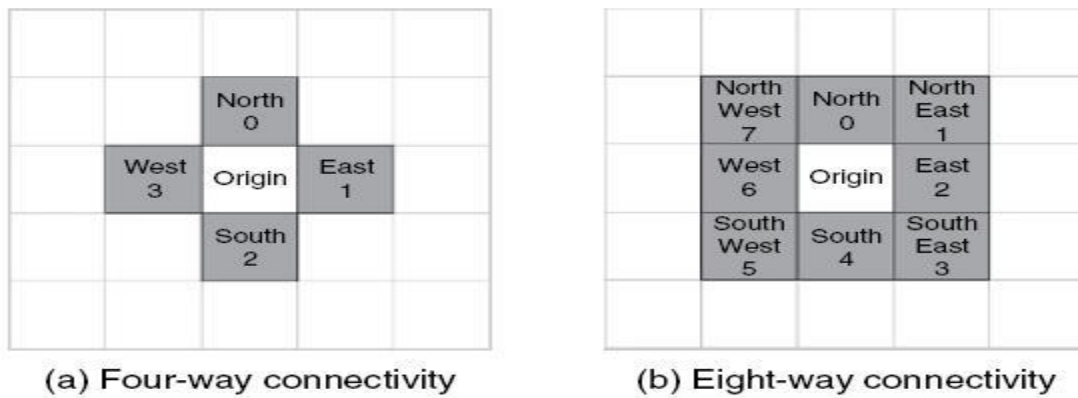 North
0
West
3
Origin
East
1
South
2
(a) Four-way connectivity
North
West
7
North
0
North
East
1
West
6
Origin
East
2
South
West
5
South
4
South
East
3
(b) Eight-way connectivity